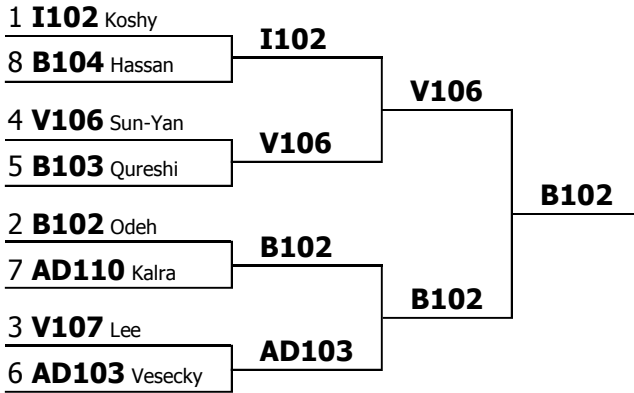 1 I102 Koshy
8 B104 Hassan
4 V106 Sun-Yan
5 B103 Qureshi
2 B102 Odeh
7 AD110 Kalra
3 V107 Lee
6 AD103 Vesecky
I102
V106
B102
AD103
V106
B102
B102